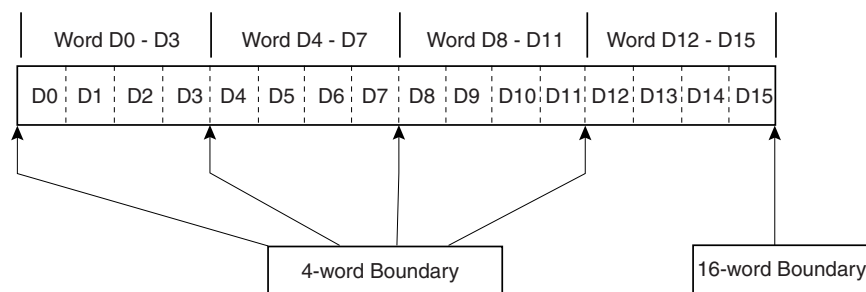 Word D0 - D3 Word D4 - D7 Word D8 - D11 Word D12 - D15
D0 D1 D2 D3 D4 D5 D6 D7 D8 D9 D10 D11 D12 D13 D14 D15
4-word Boundary 16-word Boundary